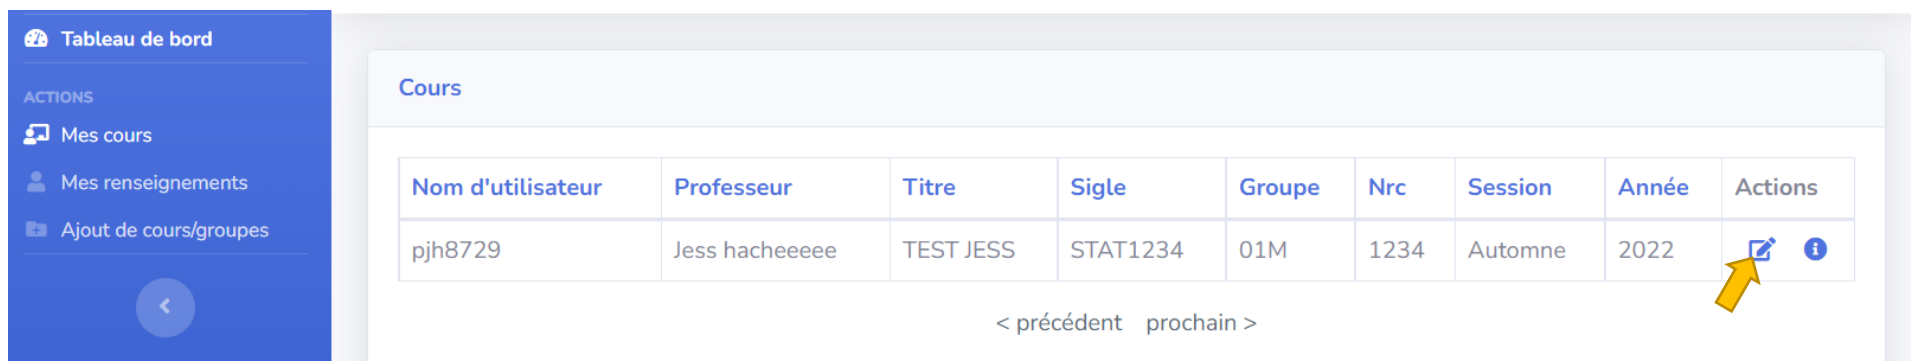 Tableau de bord
ACTIONS
Mes cours
Mes renseignements
Ajout de cours/groupes
Cours
Nom d'utilisateur Professeur Titre Sigle Groupe Nrc Session Année Actions
pjh8729 Jess hacheeeee TEST JESS STAT1234 01M 1234 Automne 2022
< précédent prochain >